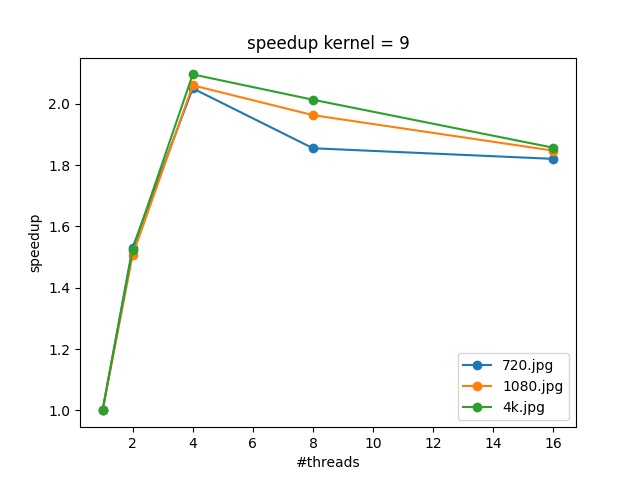 speedup kernel = 9
speedup
2.0
1.8
1.6
1.4
1.2
1.0
2 4 6 8 10 12 14 16
#threads
720.jpg
1080.jpg
4k.jpg